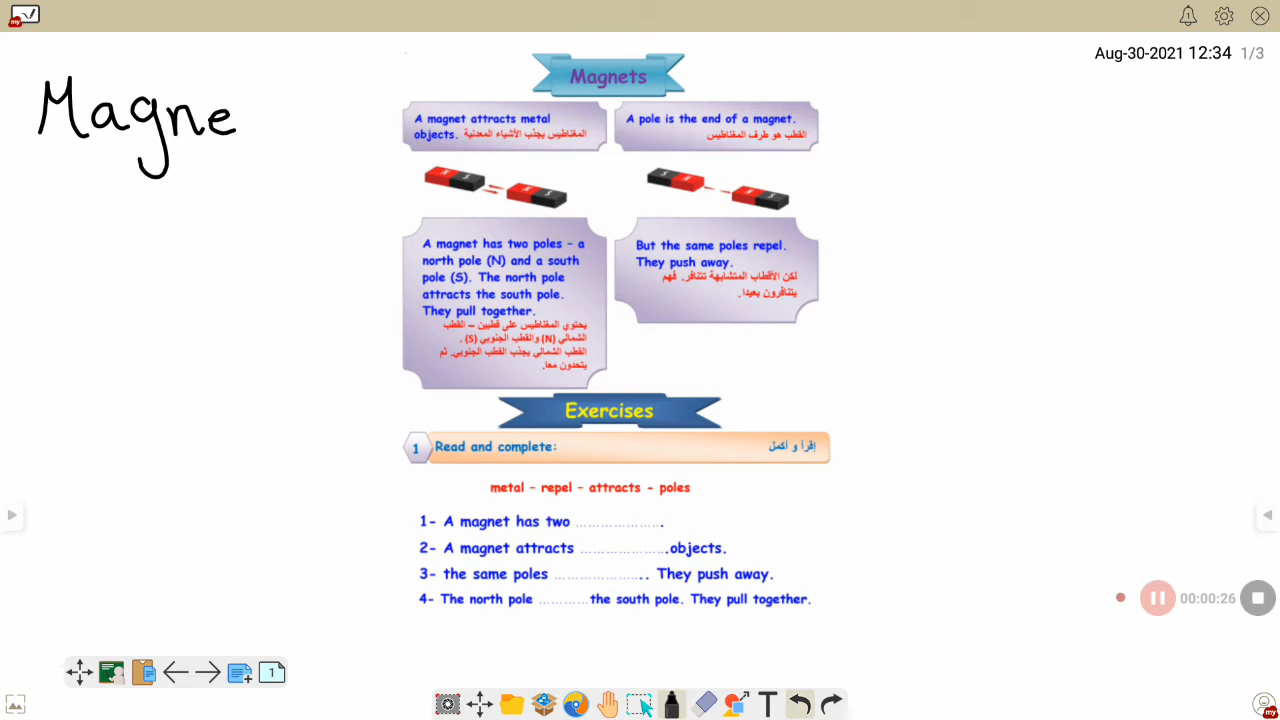 my
Aug-30-2021 12:34 1/3
Magne
Magnets
A magnet attracts metal
objects. المغناطيس يجذب الأشياء المعدنية
A pole is the end of a magnet.
القطب هو طرف المغناطيس
A magnet has two poles – a
north pole (N) and a south
pole (S). The north pole
attracts the south pole.
They pull together.
يحتوي المغناطيس على قطبين – القطب
الشمالي (N) والقطب الجنوبي (S) .
القطب الشمالي يجذب القطب الجنوبي. ثم
يتحدون معا.
But the same poles repel.
They push away.
لكن الأقطاب المتشابهة تتنافر. فهم
يتنافرون بعيدا.
Exercises
1 Read and complete: إقرأ و أكمل
metal – repel – attracts - poles
1- A magnet has two ...................
2- A magnet attracts ...................objects.
3- the same poles .................... They push away.
4- The north pole ............ the south pole. They pull together.
00:00:26
1
T
my